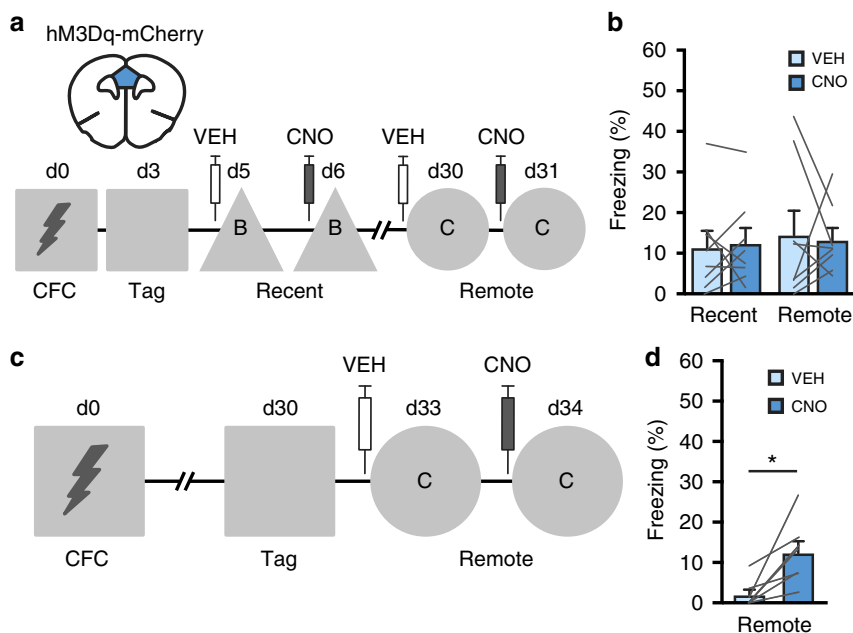 a
hM3Dq-mCherry
VEH CNO VEH CNO
d0 d3 d5 d6 d30 d31
B B C C
CFC Tag Recent Remote
b
60
50
40
30
20
10
0
Freezing (%)
VEH
CNO
Recent Remote
c
VEH CNO
d0 d30 d33 d34
C C
CFC Tag Remote
d
60
50
40
30
20
10
0
Freezing (%)
VEH
CNO
*
Remote